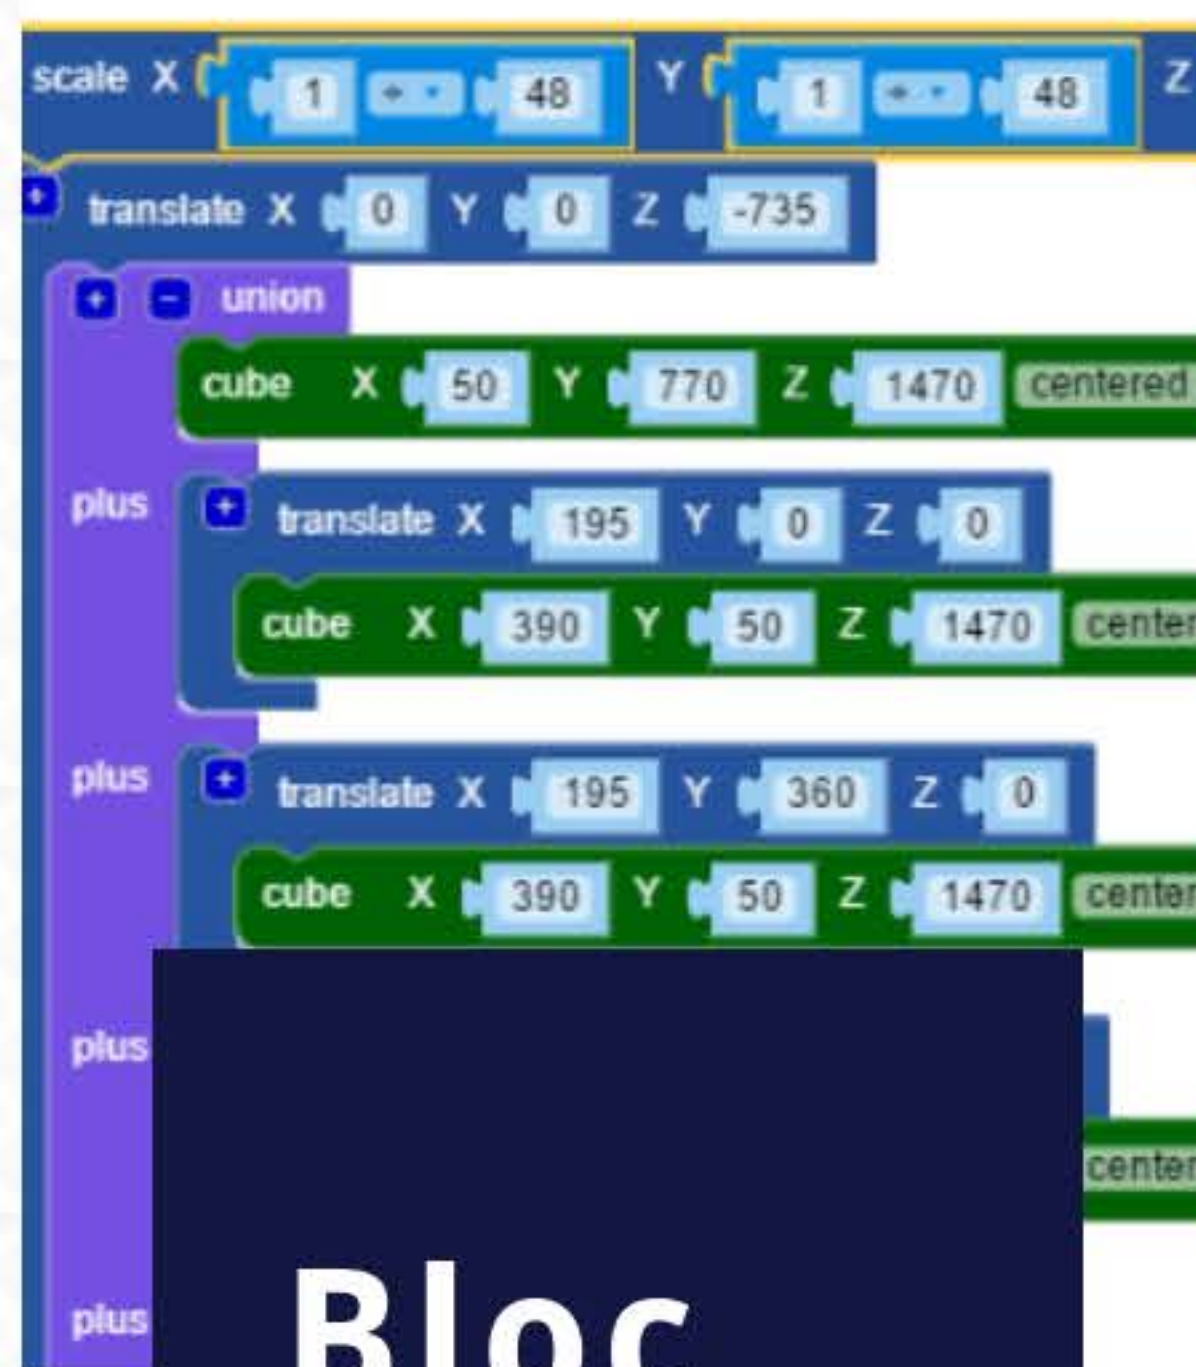 scale X 1 ÷ 48 Y 1 ÷ 48 Z
+ translate X 0 Y 0 Z -735
+ - union
cube X 50 Y 770 Z 1470 centered
plus + translate X 195 Y 0 Z 0
cube X 390 Y 50 Z 1470 center
plus + translate X 195 Y 360 Z 0
cube X 390 Y 50 Z 1470 center
plus
center
plus
Bloc